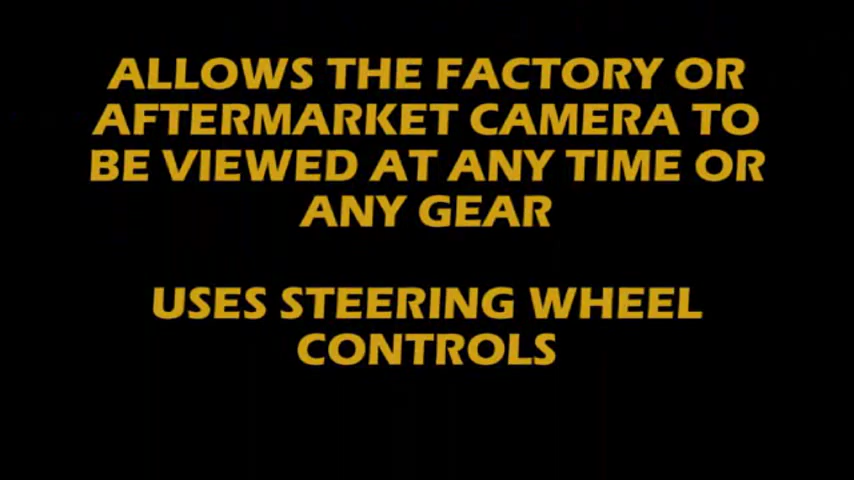 ALLOWS THE FACTORY OR
AFTERMARKET CAMERA TO
BE VIEWED AT ANY TIME OR
ANY GEAR
USES STEERING WHEEL
CONTROLS